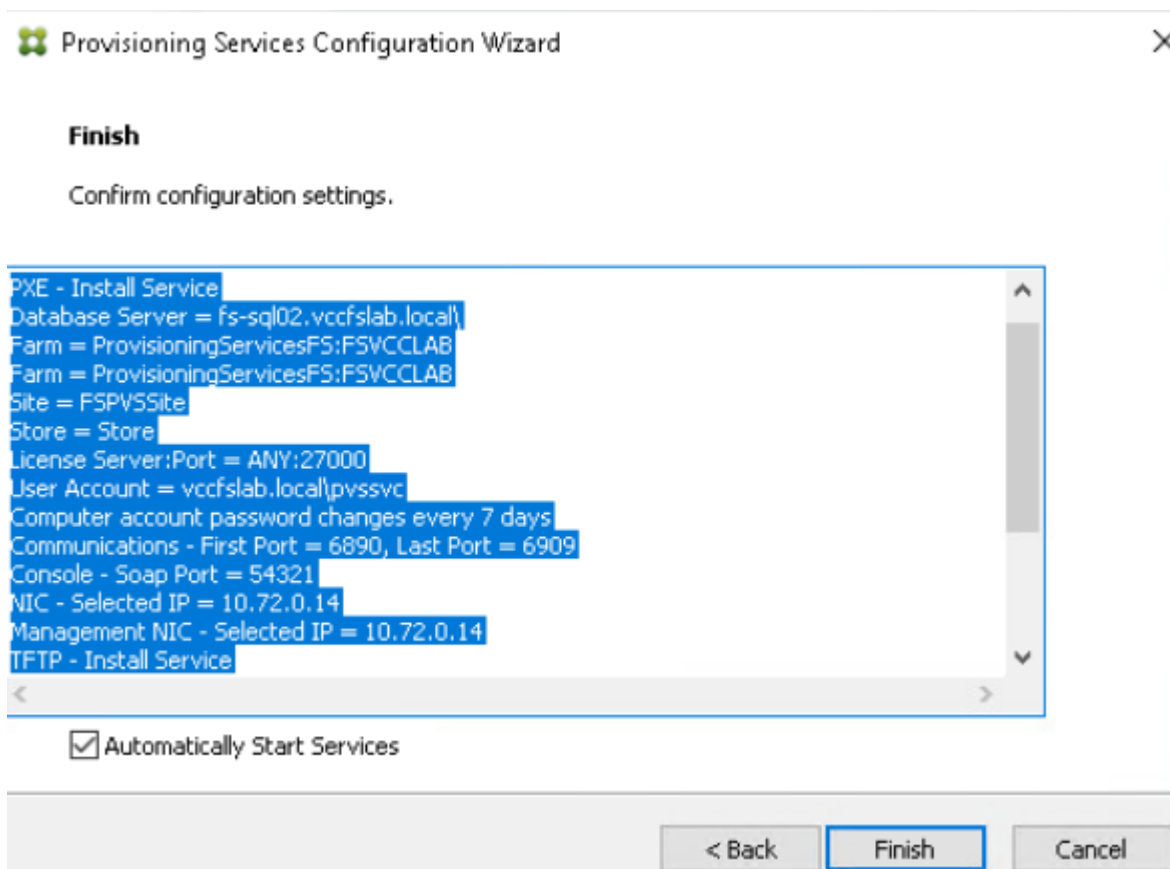 Provisioning Services Configuration Wizard
Finish
Confirm configuration settings.
PXE - Install Service
Database Server = fs-sql02.vccfslab.local\
Farm = ProvisioningServicesFS:FSVCCLAB
Farm = ProvisioningServicesFS:FSVCCLAB
Site = FSPVSSite
Store = Store
License Server:Port = ANY:27000
User Account = vccfslab.local\pvssvc
Computer account password changes every 7 days
Communications - First Port = 6890, Last Port = 6909
Console - Soap Port = 54321
NIC - Selected IP = 10.72.0.14
Management NIC - Selected IP = 10.72.0.14
TFTP - Install Service
Automatically Start Services
< Back Finish Cancel